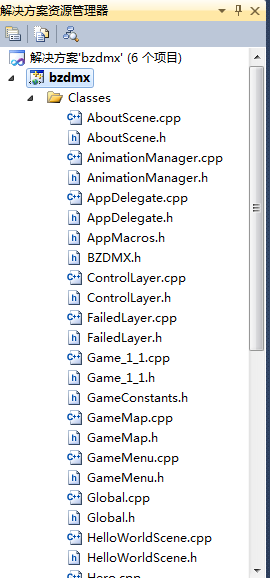 解决方案资源管理器
解决方案'bzdmx' (6 个项目)
bzdmx
Classes
AboutScene.cpp
AboutScene.h
AnimationManager.cpp
AnimationManager.h
AppDelegate.cpp
AppDelegate.h
AppMacros.h
BZDMX.h
ControlLayer.cpp
ControlLayer.h
FailedLayer.cpp
FailedLayer.h
Game_1_1.cpp
Game_1_1.h
GameConstants.h
GameMap.cpp
GameMap.h
GameMenu.cpp
GameMenu.h
Global.cpp
Global.h
HelloWorldScene.cpp
HelloWorldScene.h
Hero.cpp